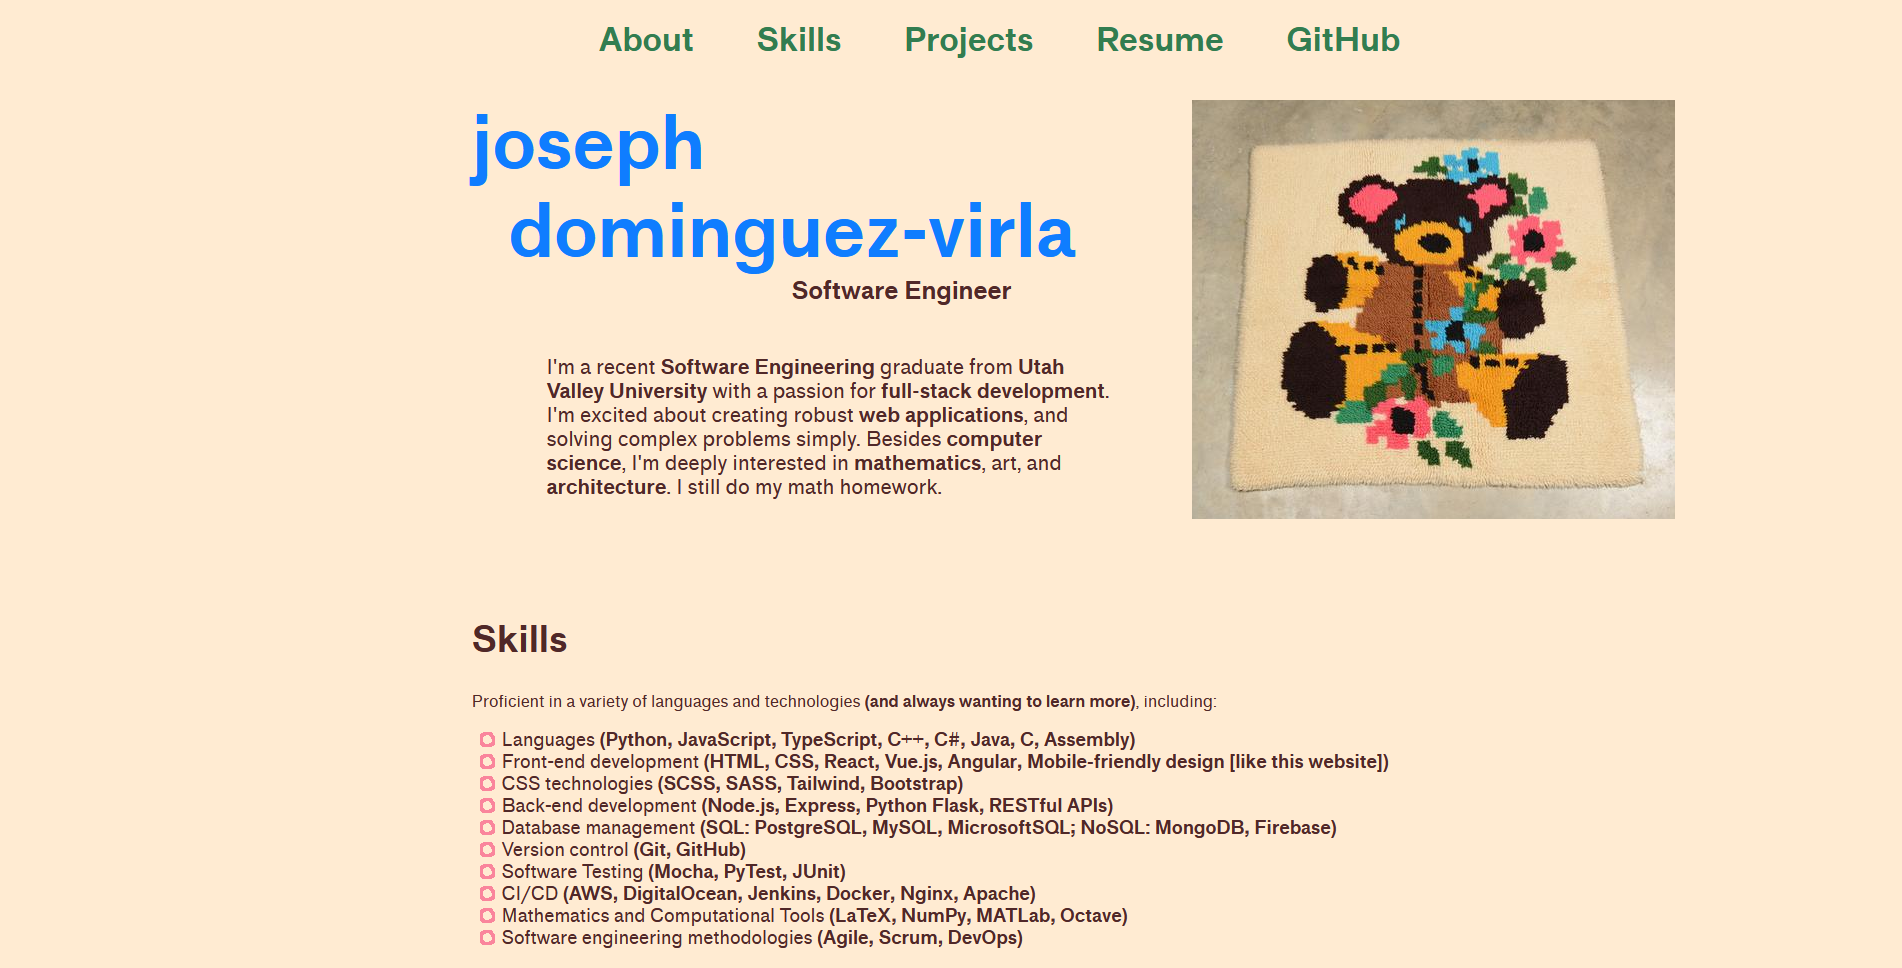 About Skills Projects Resume GitHub
joseph
dominguez-virla
Software Engineer
I'm a recent Software Engineering graduate from Utah
Valley University with a passion for full-stack development.
I'm excited about creating robust web applications, and
solving complex problems simply. Besides computer
science, I'm deeply interested in mathematics, art, and
architecture. I still do my math homework.
Skills
Proficient in a variety of languages and technologies (and always wanting to learn more), including:
Languages (Python, JavaScript, TypeScript, C++, C#, Java, C, Assembly)
Front-end development (HTML, CSS, React, Vue.js, Angular, Mobile-friendly design [like this website])
CSS technologies (SCSS, SASS, Tailwind, Bootstrap)
Back-end development (Node.js, Express, Python Flask, RESTful APIs)
Database management (SQL: PostgreSQL, MySQL, MicrosoftSQL; NoSQL: MongoDB, Firebase)
Version control (Git, GitHub)
Software Testing (Mocha, PyTest, JUnit)
CI/CD (AWS, DigitalOcean, Jenkins, Docker, Nginx, Apache)
Mathematics and Computational Tools (LaTeX, NumPy, MATLab, Octave)
Software engineering methodologies (Agile, Scrum, DevOps)